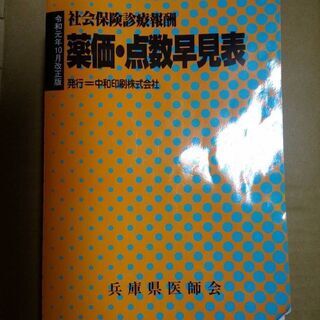 令和元年10月改正版
社会保険診療報酬
薬価・点数早見表
発行=中和印刷株式会社
兵庫県医師会